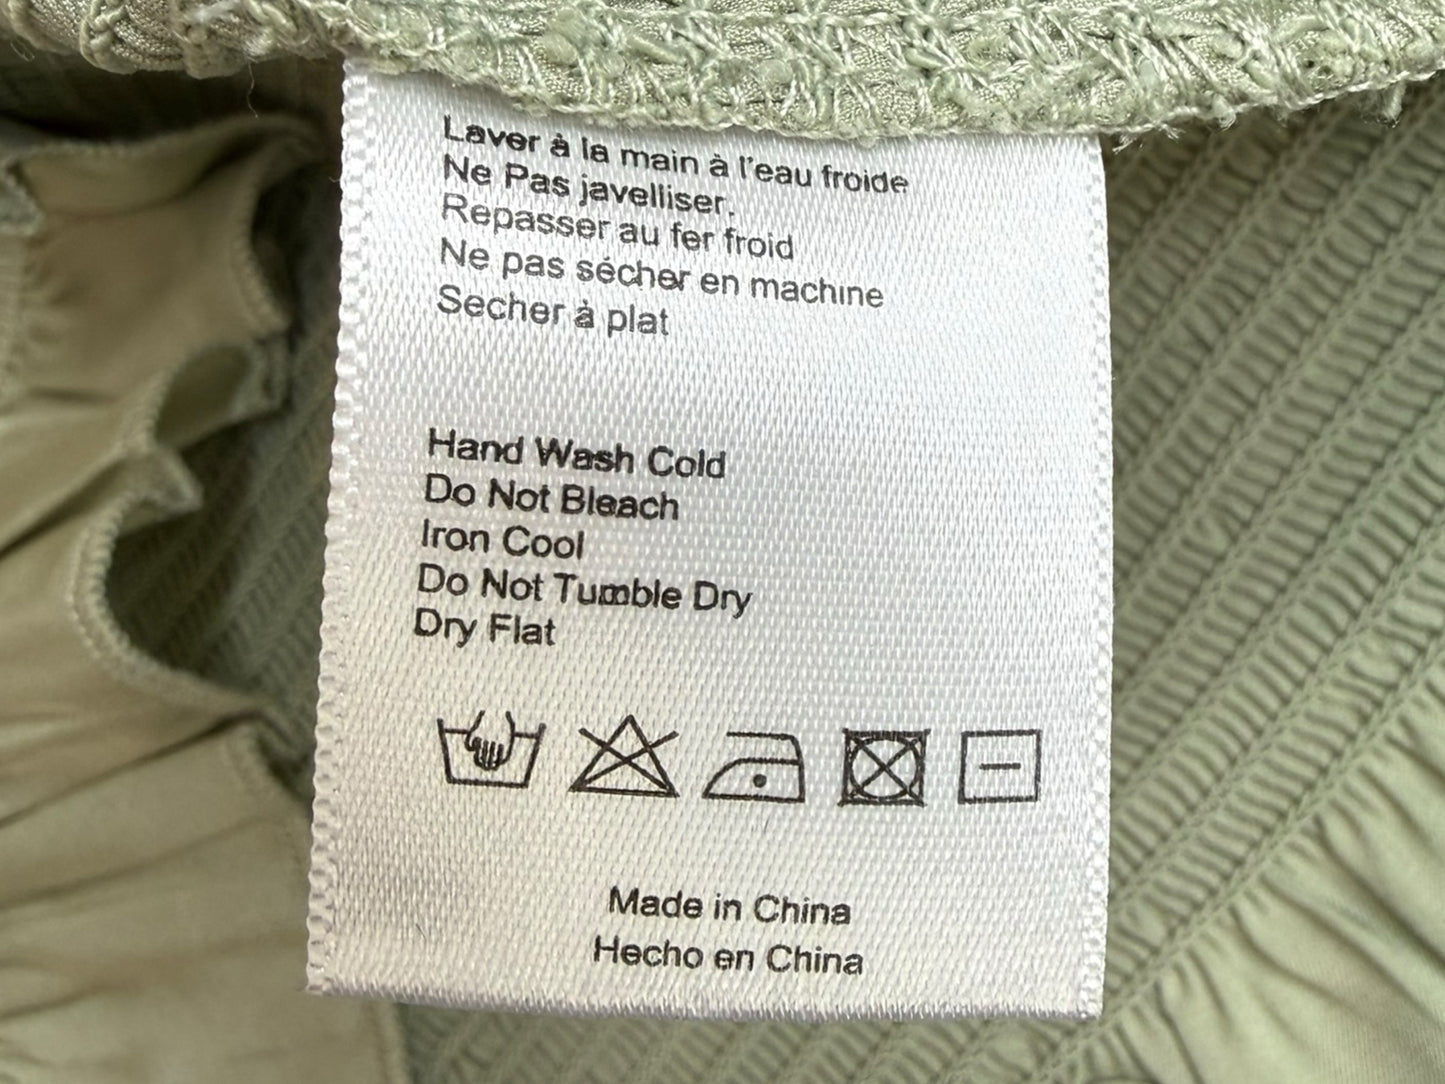 Laver à la main à l'eau froide
Ne Pas javelliser.
Repasser au fer froid
Ne pas sécher en machine
Secher à plat
Hand Wash Cold
Do Not Bleach
Iron Cool
Do Not Tumble Dry
Dry Flat
Made in China
Hecho en China